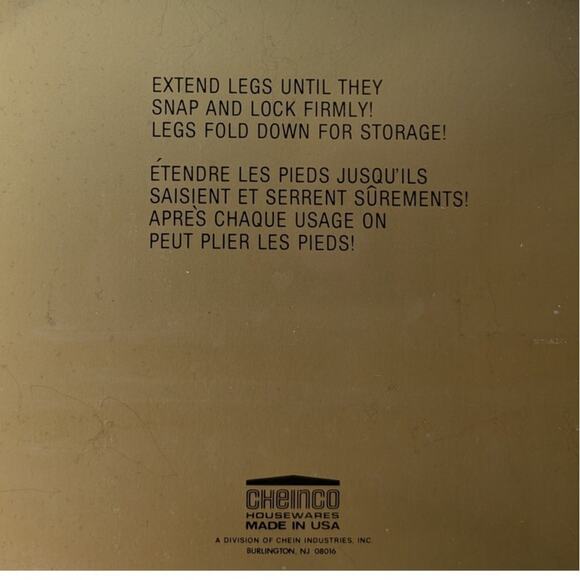 EXTEND LEGS UNTIL THEY
SNAP AND LOCK FIRMLY!
LEGS FOLD DOWN FOR STORAGE!
ÉTENDRE LES PIEDS JUSQU'ILS
SAISIENT ET SERRENT SÛREMENTS!
APRÈS CHAQUE USAGE ON
PEUT PLIER LES PIEDS!
CHEINCO
HOUSEWARES
MADE IN USA
A DIVISION OF CHEIN INDUSTRIES, INC.
BURLINGTON, NJ 08016